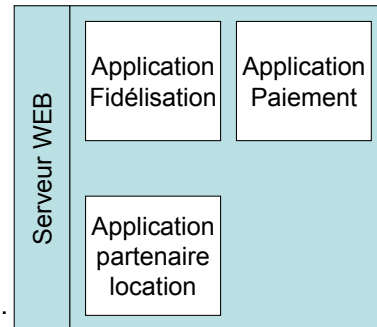 Serveur WEB
Application
Fidélisation
Application
Paiement
Application
partenaire
location
.